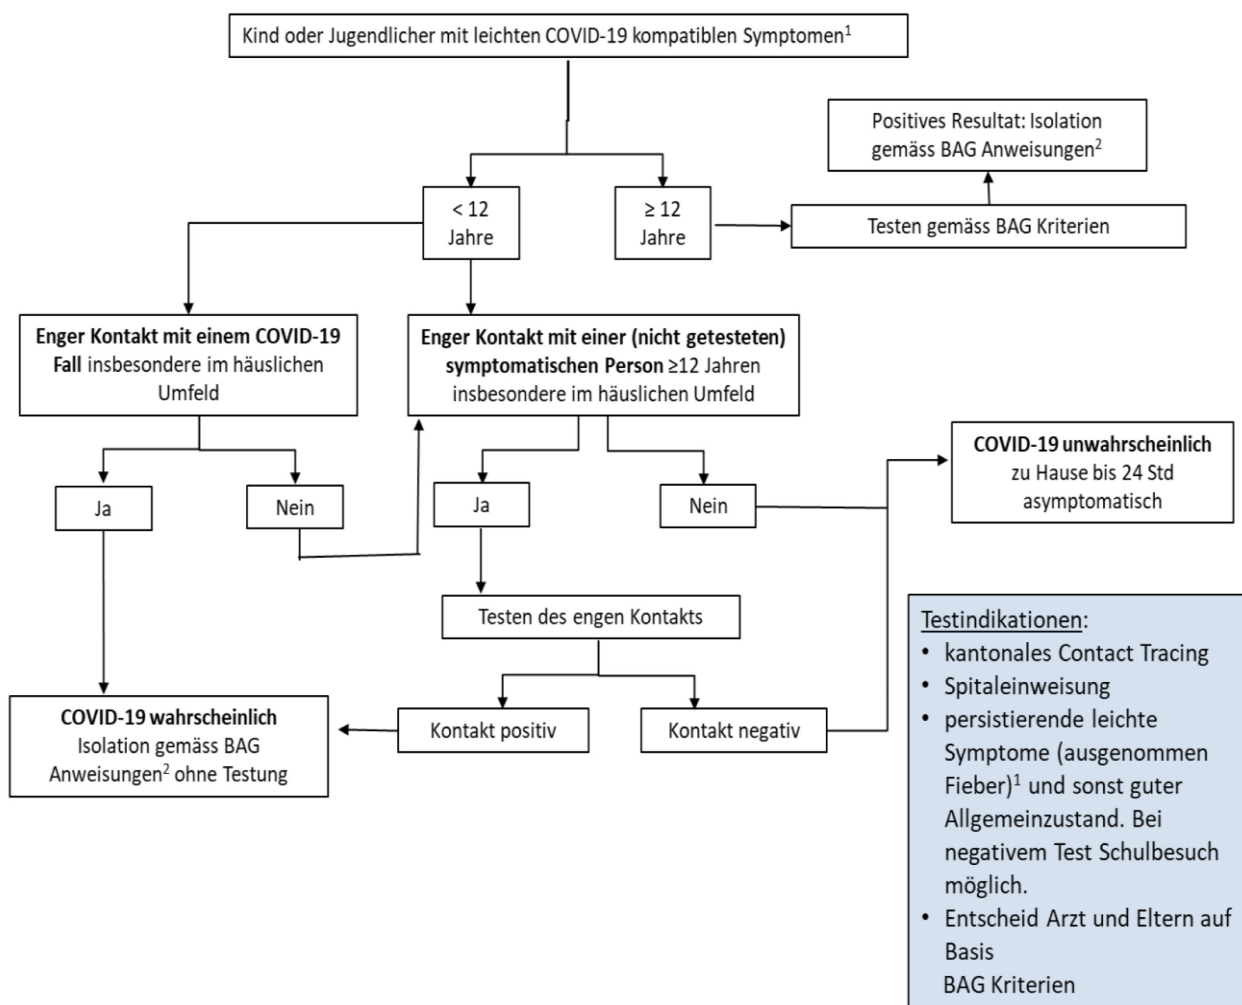 Kind oder Jugendlicher mit leichten COVID-19 kompatiblen Symptomen¹
Positives Resultat: Isolation
gemäss BAG Anweisungen²
< 12
Jahre
≥ 12
Jahre
Testen gemäss BAG Kriterien
Enger Kontakt mit einem COVID-19
Fall insbesondere im häuslichen
Umfeld
Enger Kontakt mit einer (nicht getesteten)
symptomatischen Person ≥12 Jahren
insbesondere im häuslichen Umfeld
COVID-19 unwahrscheinlich
zu Hause bis 24 Std
asymptomatisch
Ja
Nein
Ja
Nein
Testen des engen Kontakts
COVID-19 wahrscheinlich
Isolation gemäss BAG
Anweisungen² ohne Testung
Kontakt positiv
Kontakt negativ
Testindikationen:
• kantonales Contact Tracing
• Spitaleinweisung
• persistierende leichte
Symptome (ausgenommen
Fieber)¹ und sonst guter
Allgemeinzustand. Bei
negativem Test Schulbesuch
möglich.
• Entscheid Arzt und Eltern auf
Basis
BAG Kriterien